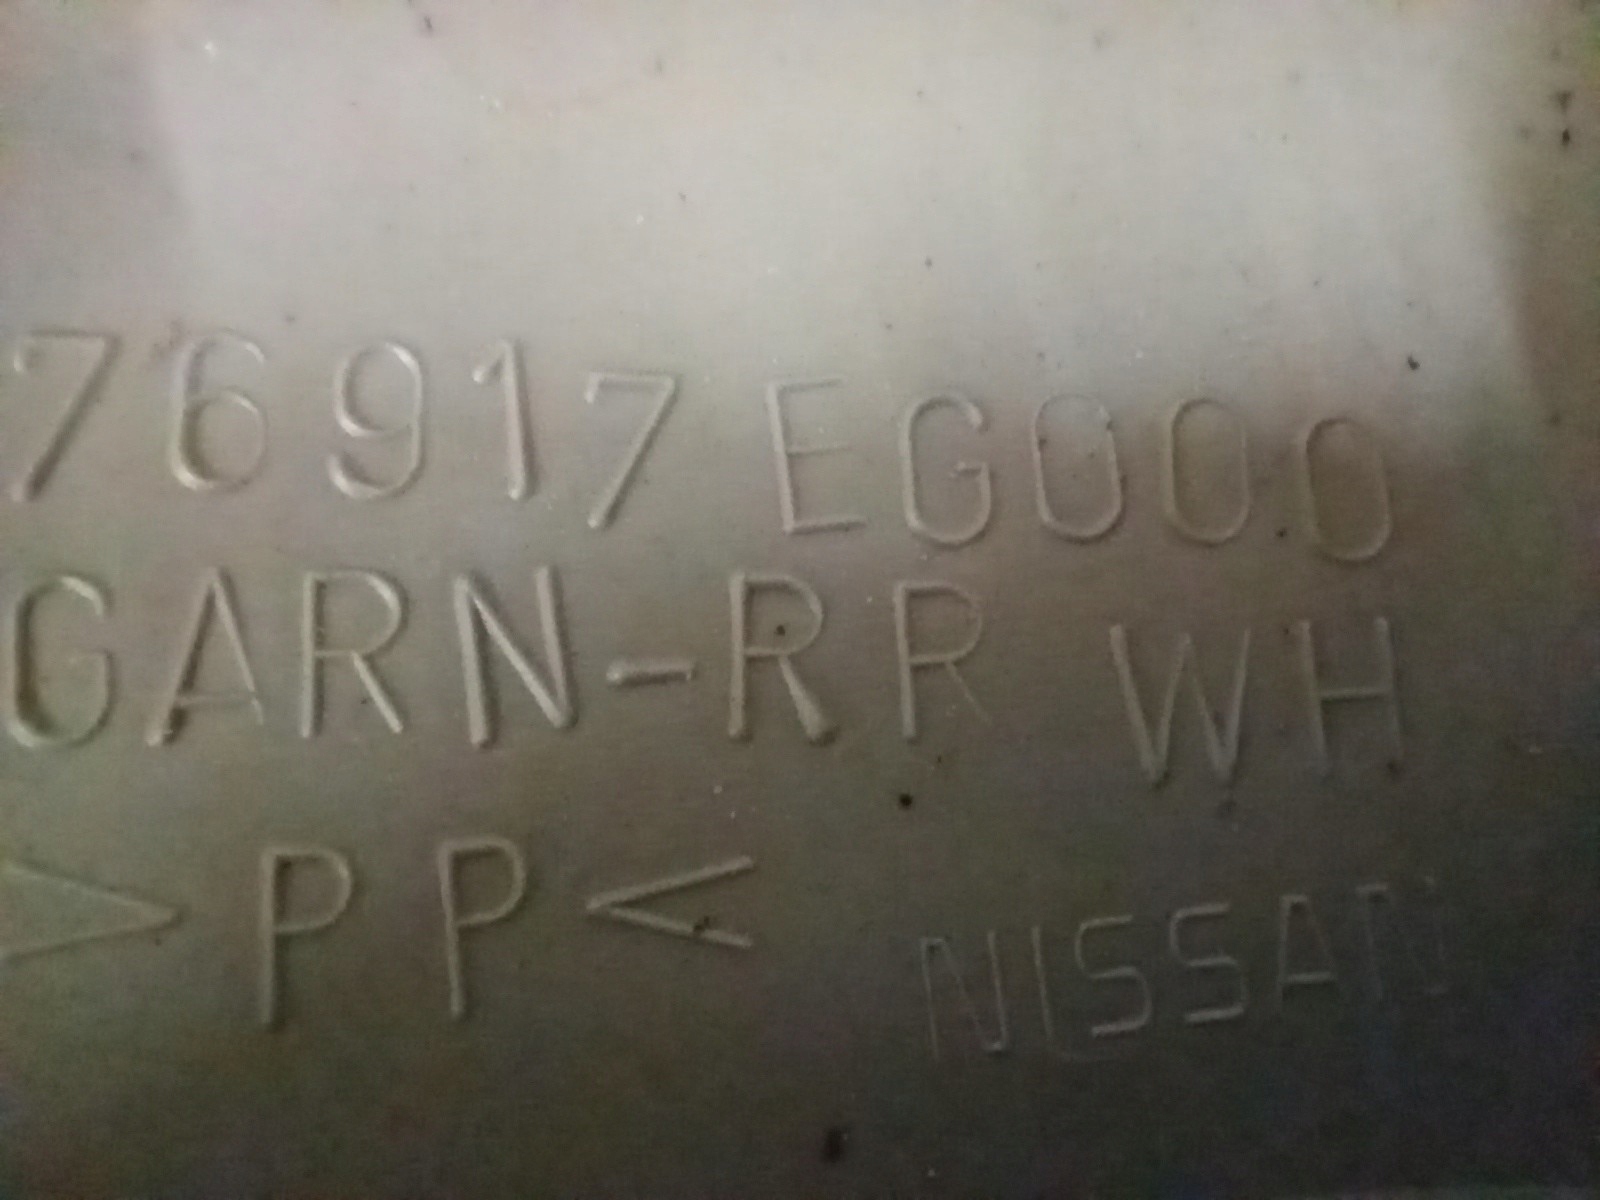 76917EG000
GARN-RR WH
>PP<
NISSAN